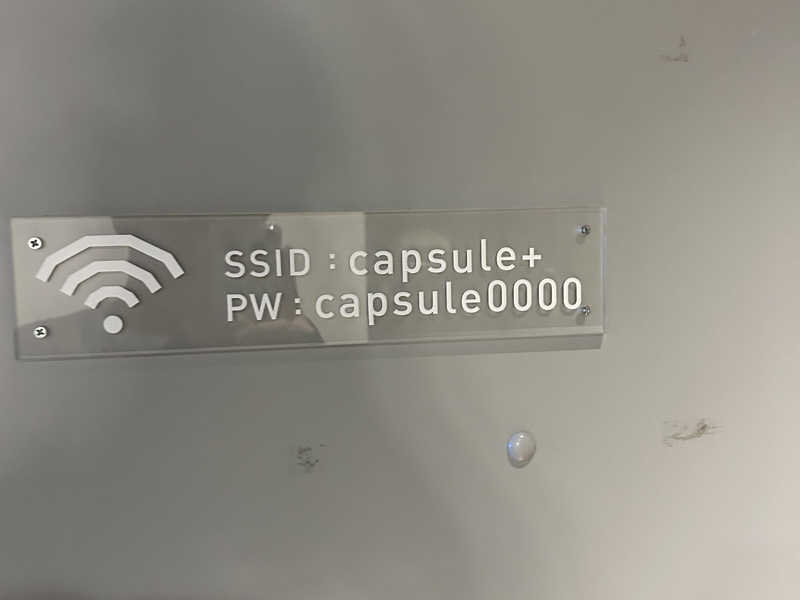 SSID : capsule+
PW : capsule0000